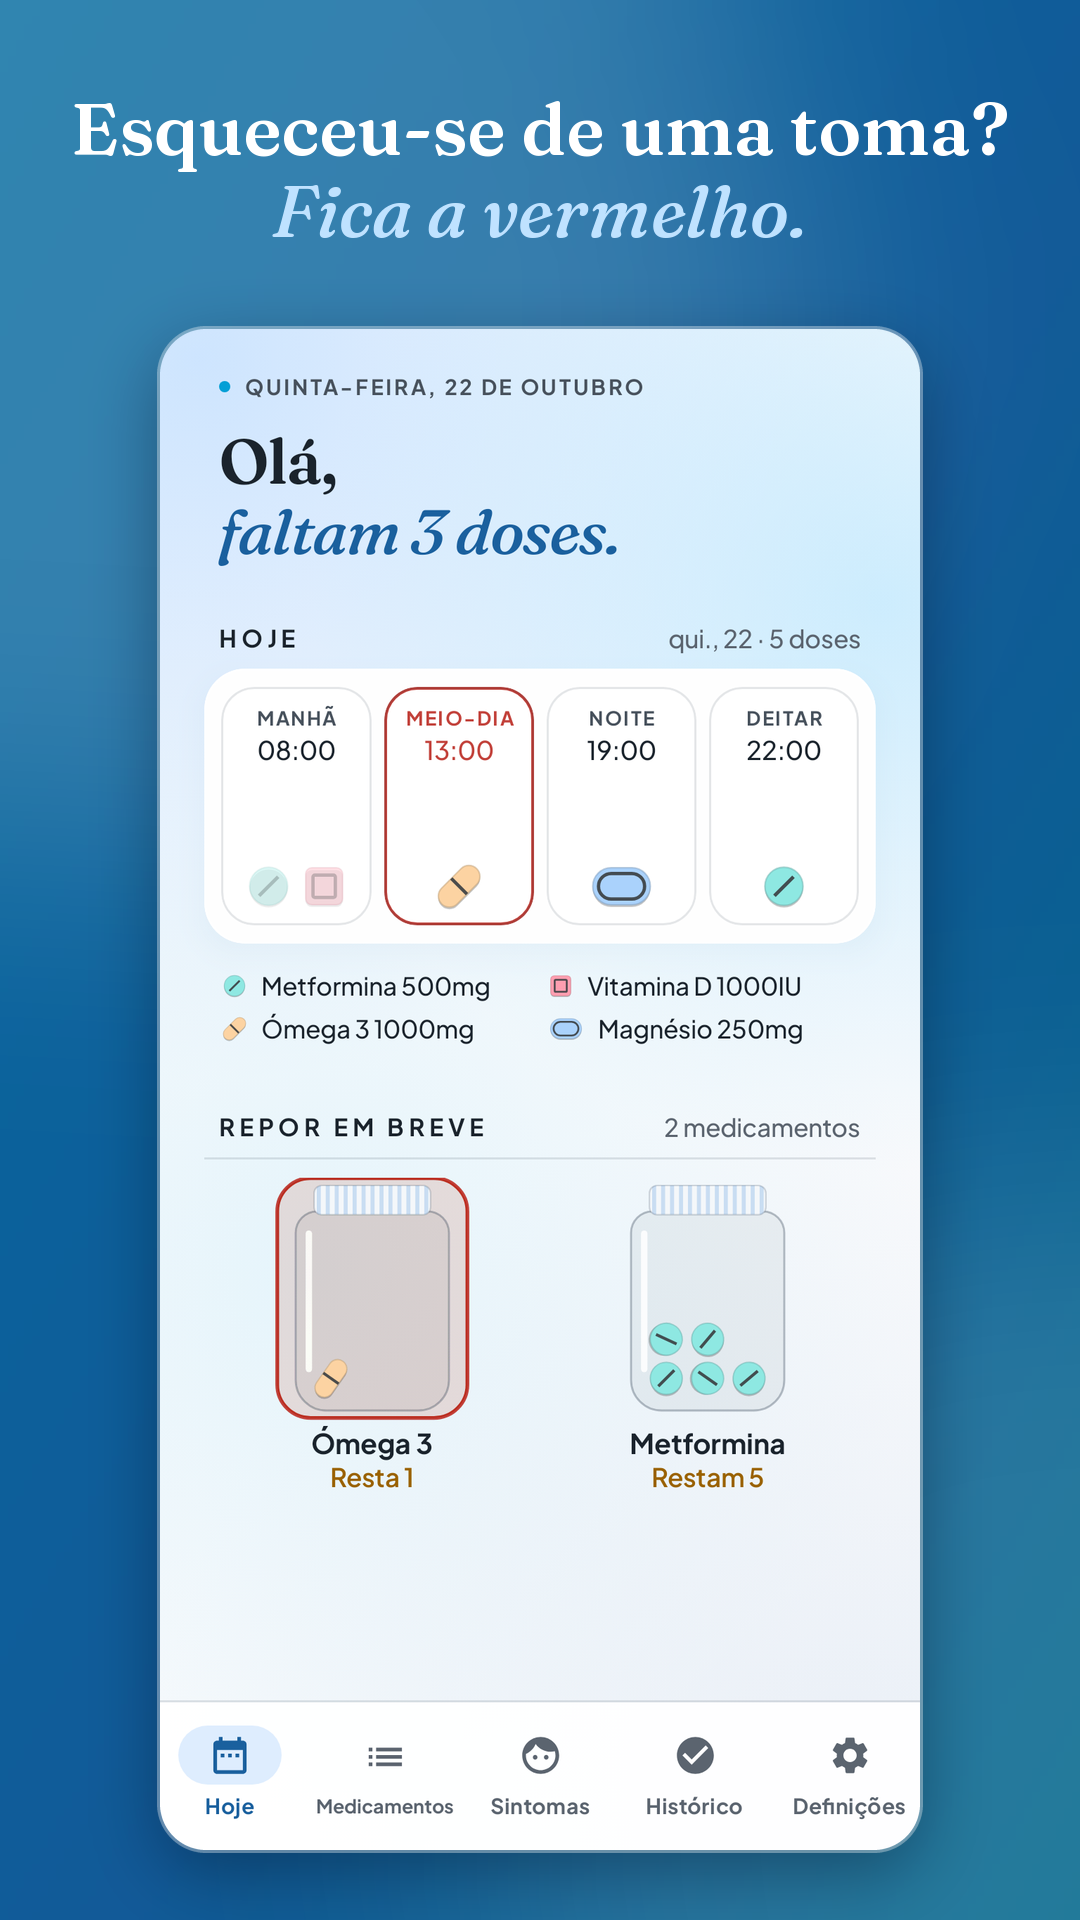 Esqueceu-se de uma toma?
Fica a vermelho.
QUINTA-FEIRA, 22 DE OUTUBRO
Olá,
faltam 3 doses.
HOJE
qui., 22 · 5 doses
MANHÃ
08:00
MEIO-DIA
13:00
NOITE
19:00
DEITAR
22:00
Metformina 500mg
Vitamina D 1000IU
Ómega 3 1000mg
Magnésio 250mg
REPOR EM BREVE
2 medicamentos
Ómega 3
Resta 1
Metformina
Restam 5
Hoje
Medicamentos
Sintomas
Histórico
Definições